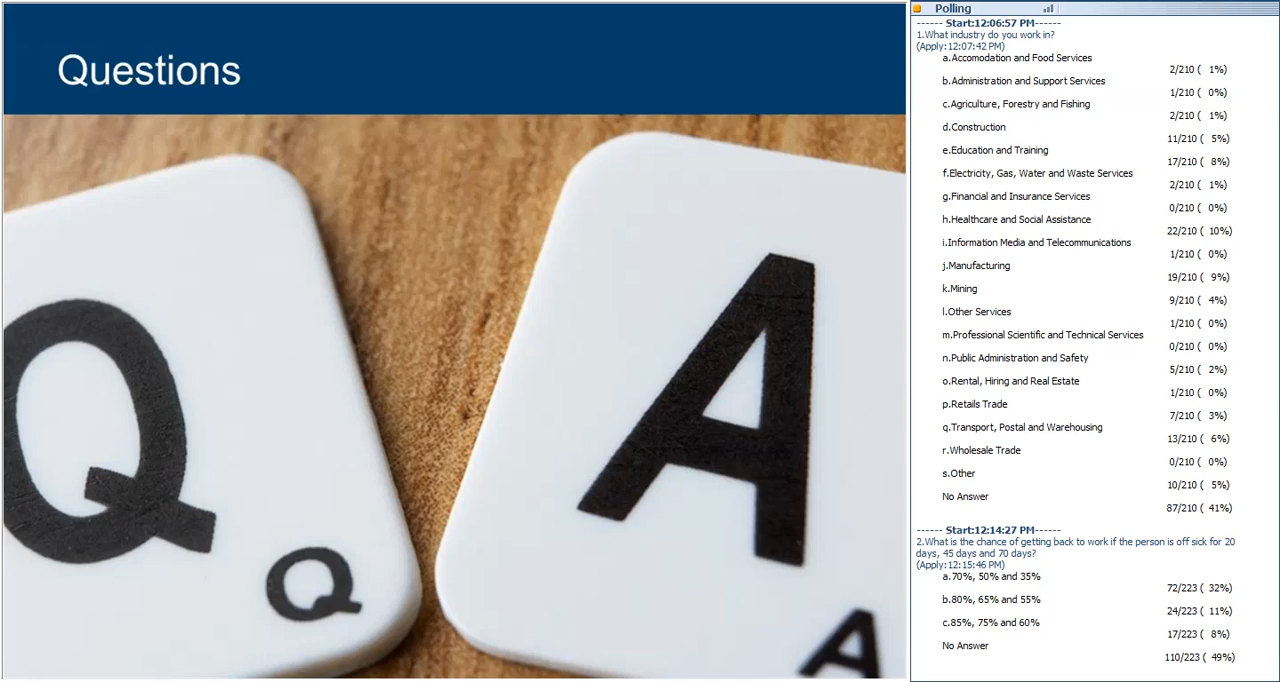 Questions
Q
Q
A
A
Polling
------ Start:12:06:57 PM------
1.What industry do you work in?
(Apply:12:07:42 PM)
a.Accomodation and Food Services
2/210 ( 1%)
b.Administration and Support Services
1/210 ( 0%)
c.Agriculture, Forestry and Fishing
2/210 ( 1%)
d.Construction
11/210 ( 5%)
e.Education and Training
17/210 ( 8%)
f.Electricity, Gas, Water and Waste Services
2/210 ( 1%)
g.Financial and Insurance Services
0/210 ( 0%)
h.Healthcare and Social Assistance
22/210 ( 10%)
i.Information Media and Telecommunications
1/210 ( 0%)
j.Manufacturing
19/210 ( 9%)
k.Mining
9/210 ( 4%)
l.Other Services
1/210 ( 0%)
m.Professional Scientific and Technical Services
0/210 ( 0%)
n.Public Administration and Safety
5/210 ( 2%)
o.Rental, Hiring and Real Estate
1/210 ( 0%)
p.Retails Trade
7/210 ( 3%)
q.Transport, Postal and Warehousing
13/210 ( 6%)
r.Wholesale Trade
0/210 ( 0%)
s.Other
10/210 ( 5%)
No Answer
87/210 ( 41%)
------ Start:12:14:27 PM------
2.What is the chance of getting back to work if the person is off sick for 20
days, 45 days and 70 days?
(Apply:12:15:46 PM)
a.70%, 50% and 35%
72/223 ( 32%)
b.80%, 65% and 55%
24/223 ( 11%)
c.85%, 75% and 60%
17/223 ( 8%)
No Answer
110/223 ( 49%)